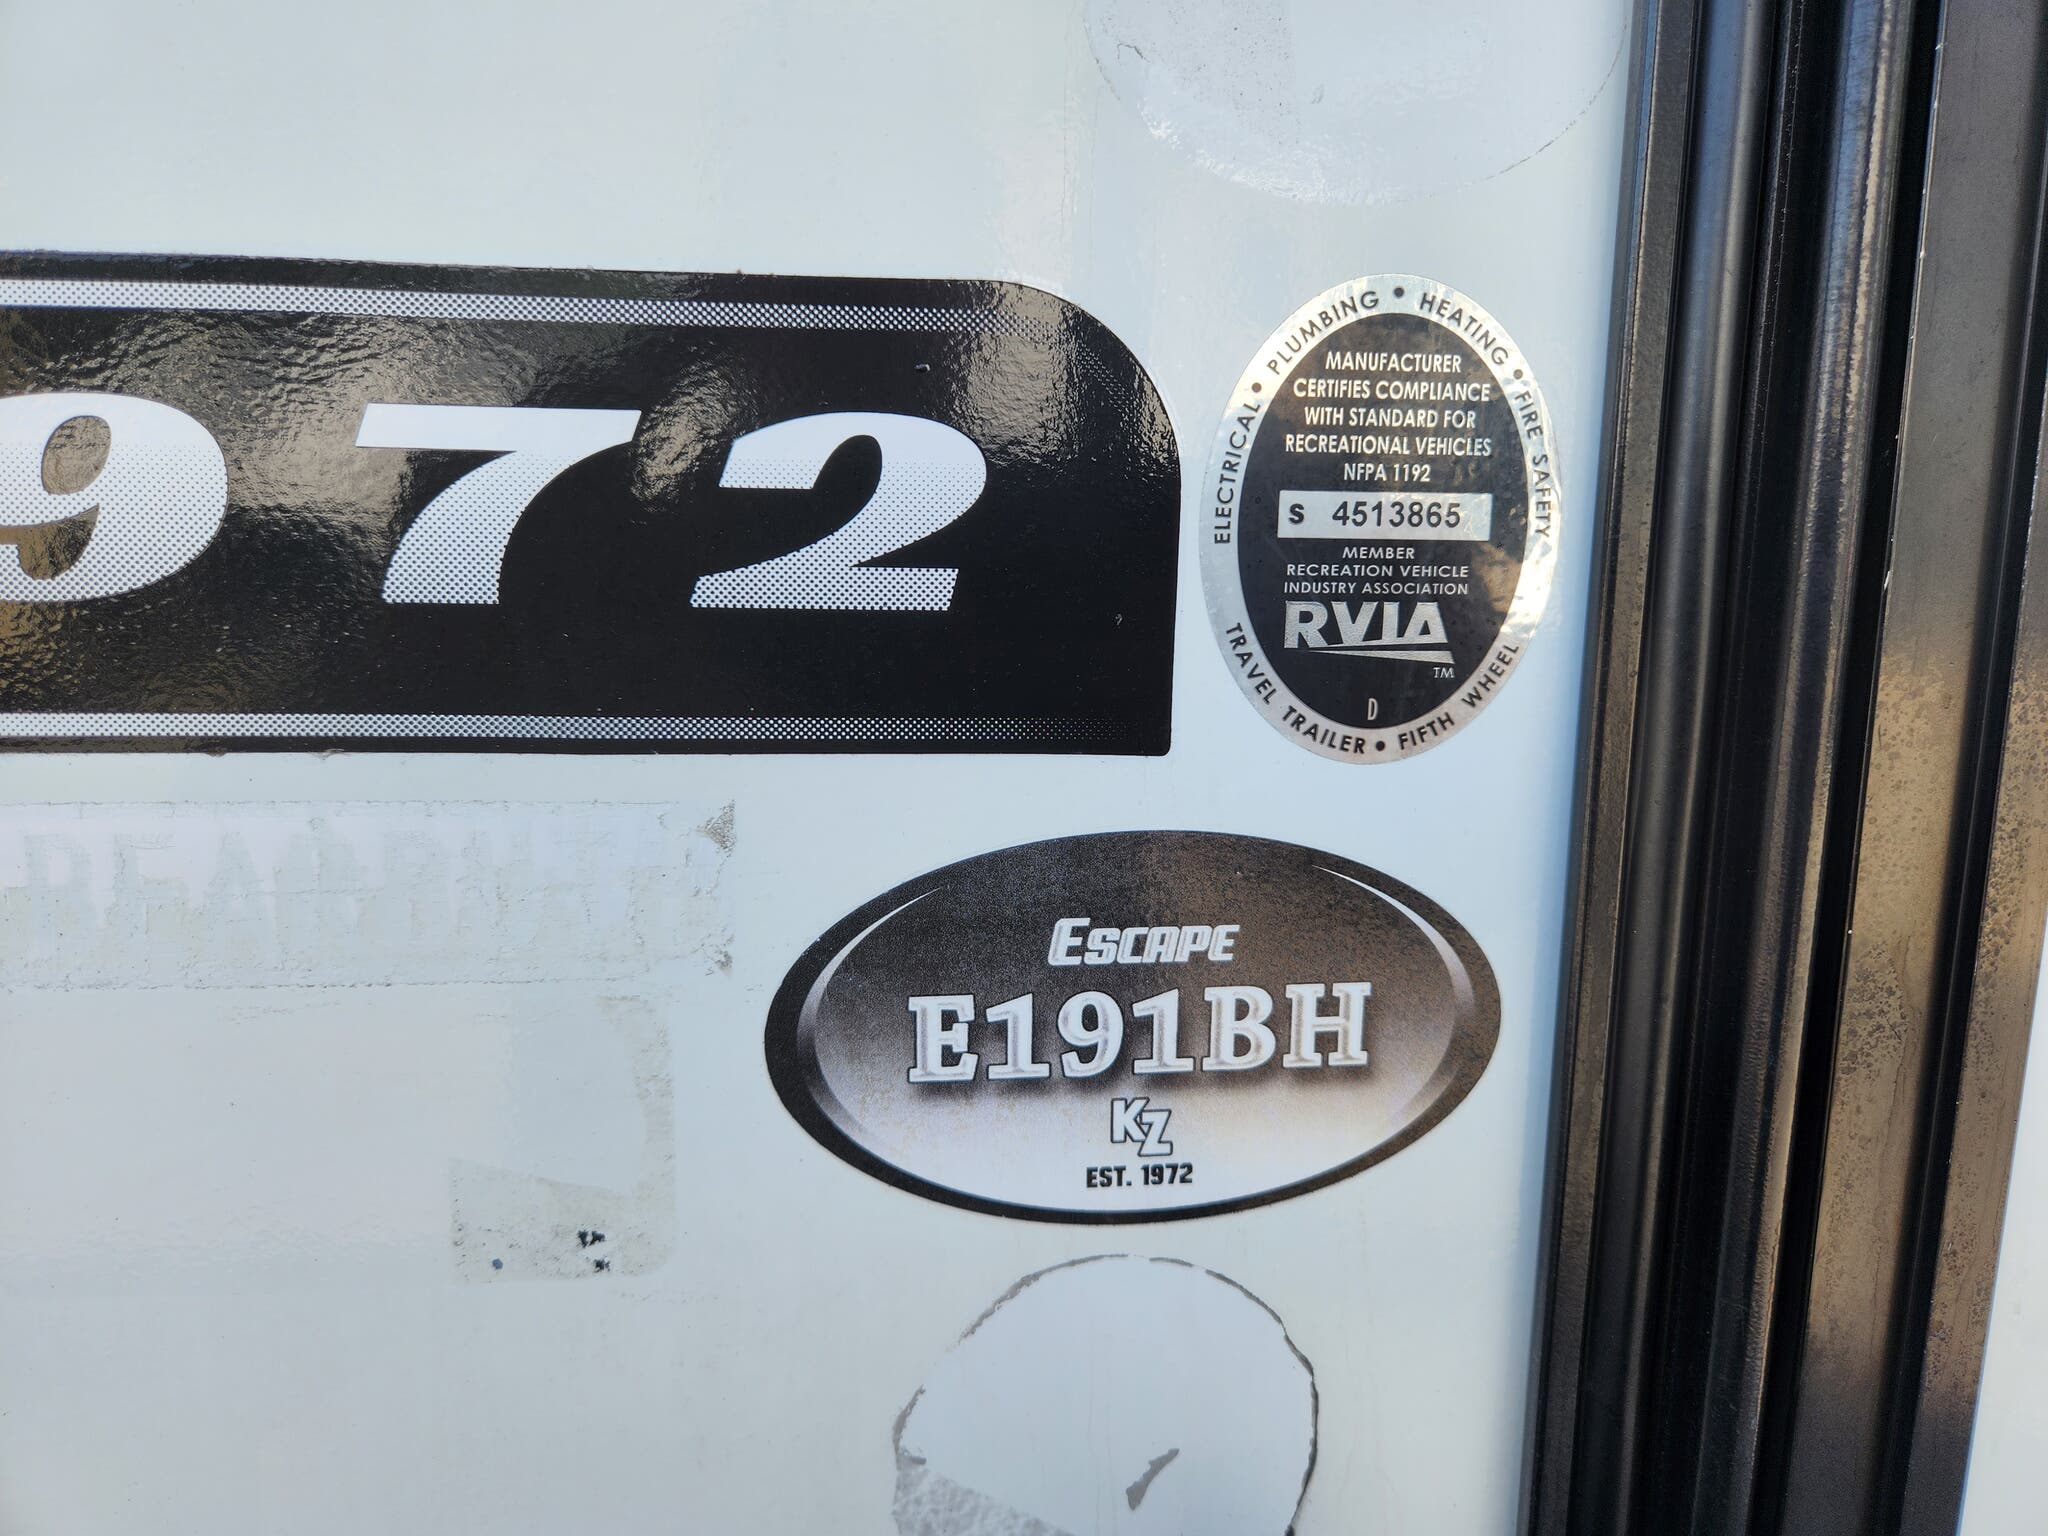 972
ELECTRICAL • PLUMBING • HEATING • FIRE SAFETY
MANUFACTURER
CERTIFIES COMPLIANCE
WITH STANDARD FOR
RECREATIONAL VEHICLES
NFPA 1192
S 4513865
MEMBER
RECREATION VEHICLE
INDUSTRY ASSOCIATION
RVIA
TM
D
TRAVEL TRAILER • FIFTH WHEEL
ESCAPE
E191BH
KZ
EST. 1972